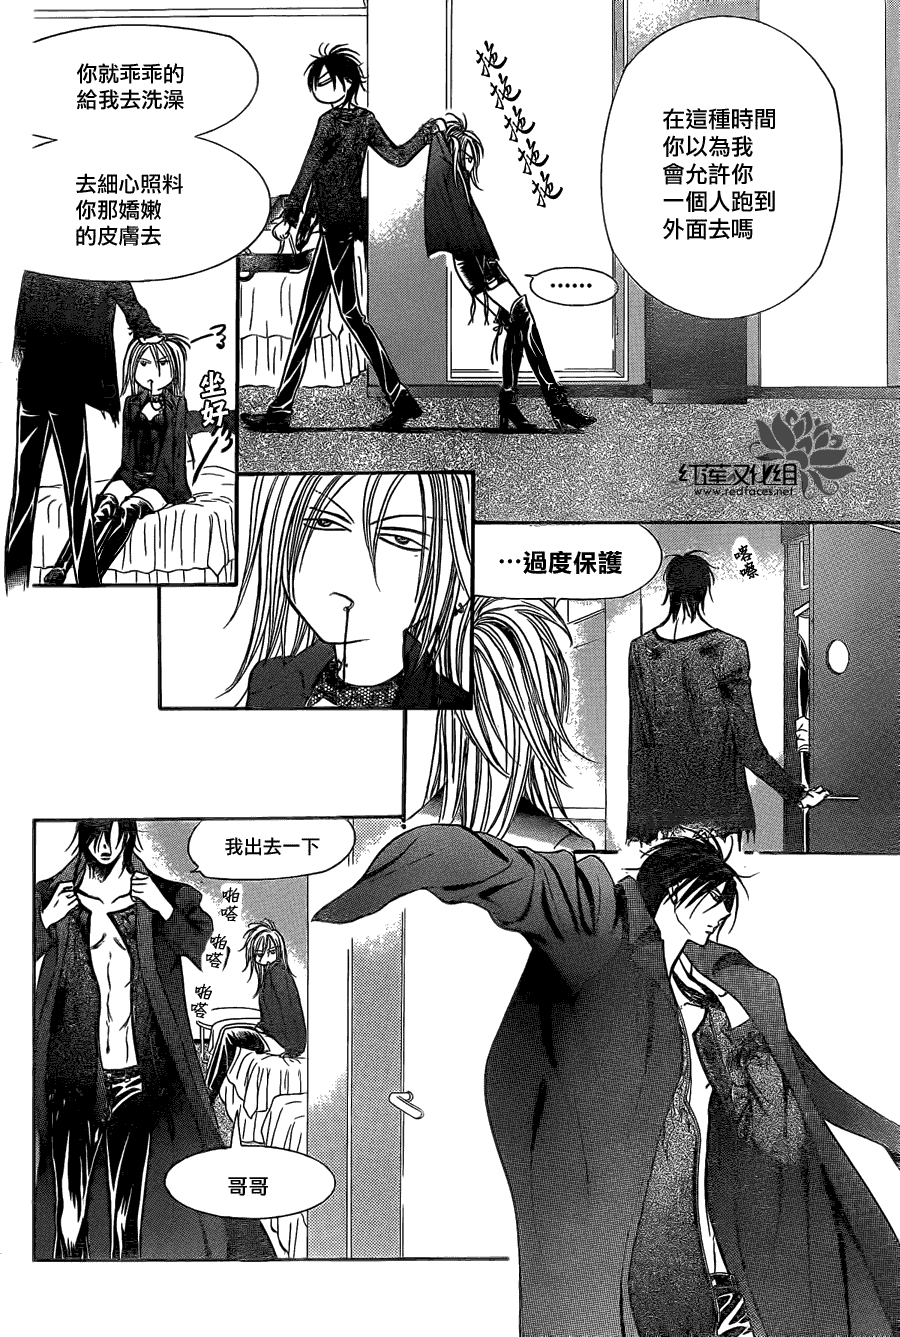 在這種時間
你以為我
會允許你
一個人跑到
外面去嗎
拖拖拖拖拖
……
你就乖乖的
給我去洗澡
去細心照料
你那嬌嫩
的皮膚去
坐好
红莲汉化组
www.redfaces.net
喀嚓
…過度保護
我出去一下
啪嗒
啪嗒
啪嗒
哥哥